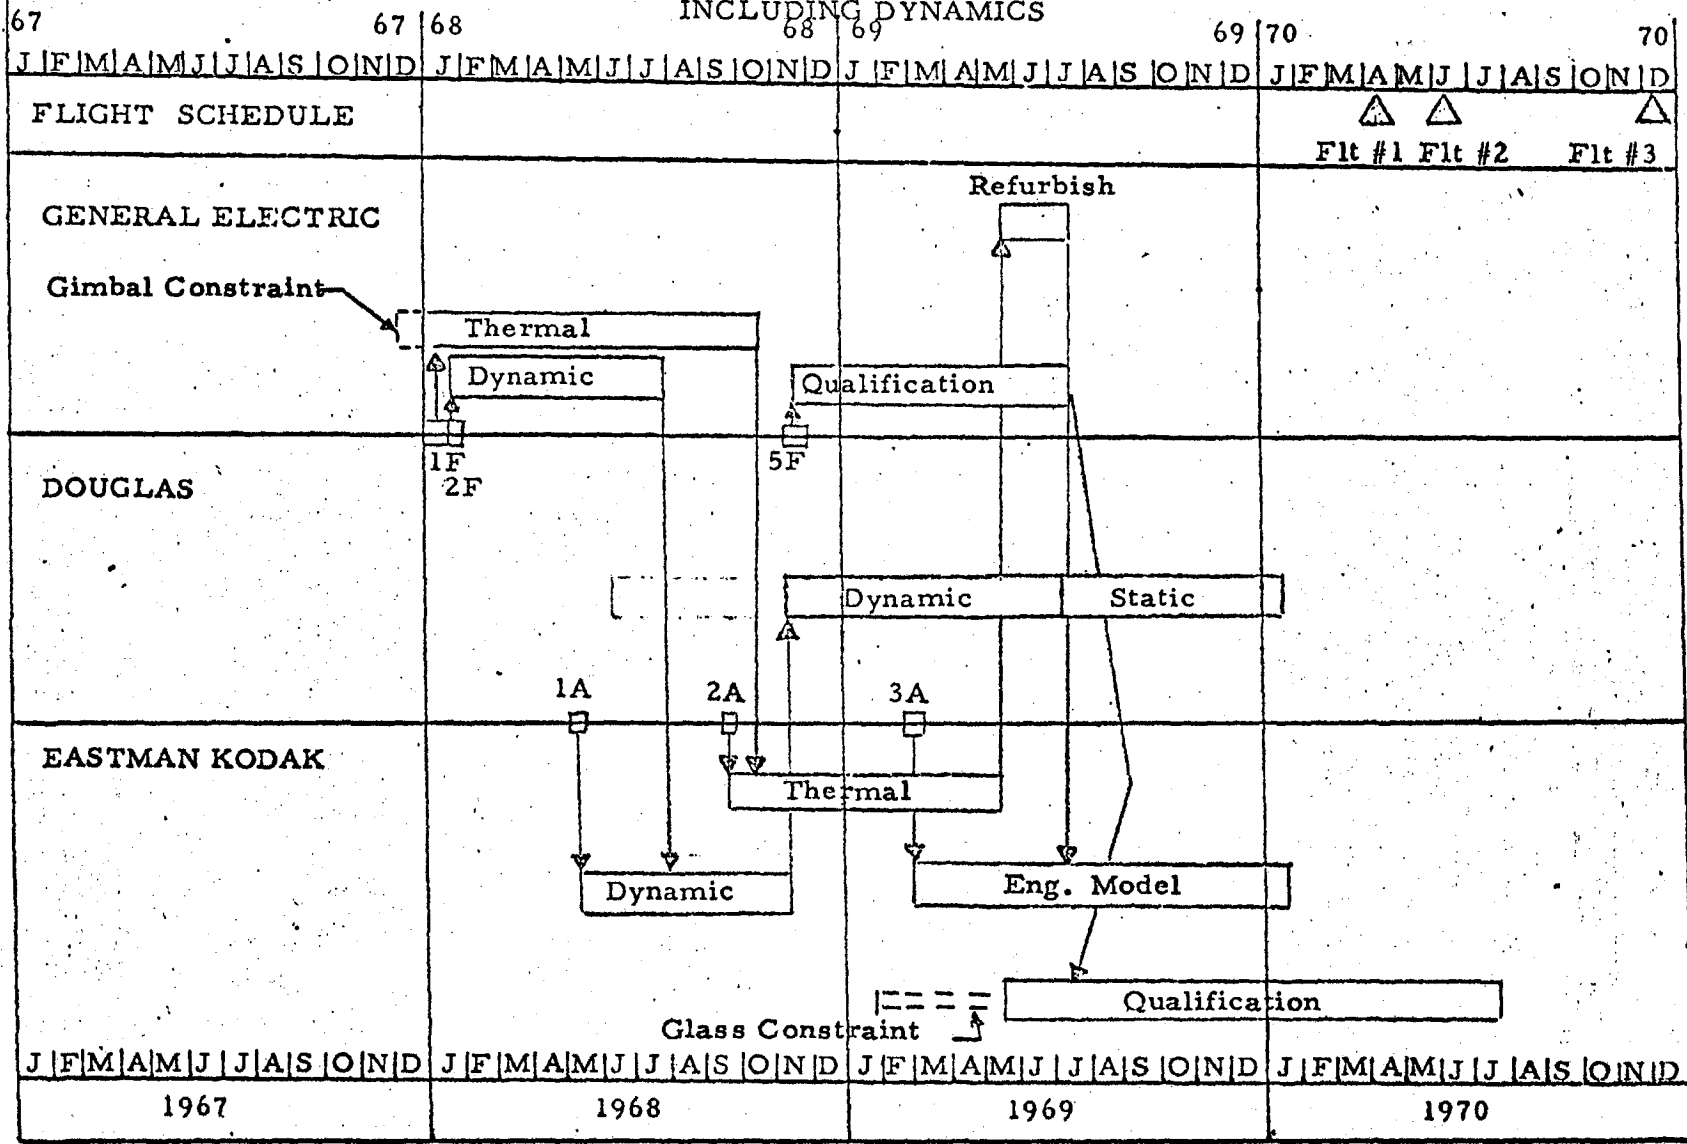 INCLUDING DYNAMICS
67 67 68 68 69 69 70 70
J F M A M J J A S O N D J F M A M J J A S O N D J F M A M J J A S O N D J F M A M J J A S O N D
FLIGHT SCHEDULE
Flt #1 Flt #2 Flt #3
Refurbish
GENERAL ELECTRIC
Gimbal Constraint
Thermal
Dynamic
Qualification
1F
2F
5F
DOUGLAS
Dynamic
Static
1A
2A
3A
EASTMAN KODAK
Thermal
Dynamic
Eng. Model
Qualification
Glass Constraint
J F M A M J J A S O N D J F M A M J J A S O N D J F M A M J J A S O N D J F M A M J J A S O N D
1967 1968 1969 1970